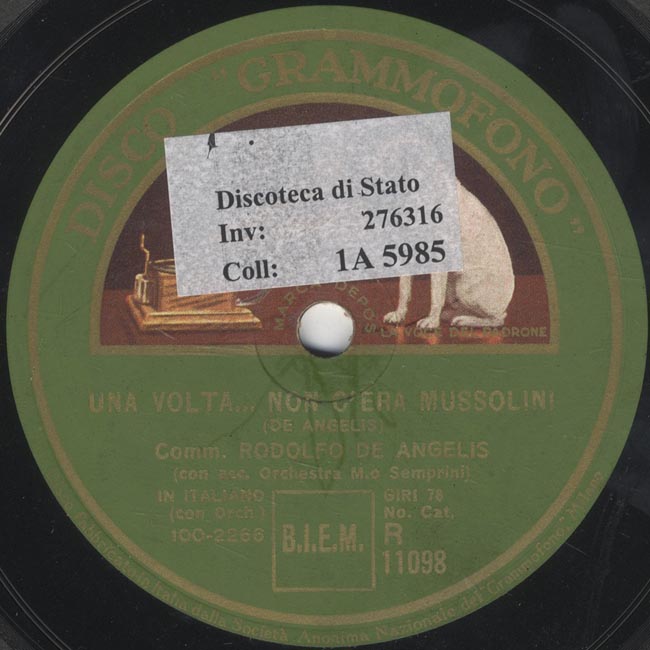 DISCO "GRAMMOFONO"
Discoteca di Stato
Inv: 276316
Coll: 1A 5985
MARCA DEPOS
LA VOCE DEL PADRONE
UNA VOLTA... NON C'ERA MUSSOLINI
(DE ANGELIS)
Comm. RODOLFO DE ANGELIS
(con acc. Orchestra M.o Semprini)
IN ITALIANO
(con Orch.)
100-2266
B.I.E.M.
GIRI 78
No. Cat.
R
11098
Fabbricato in Italia dalla Società Anonima Nazionale del "Grammofono" Milano